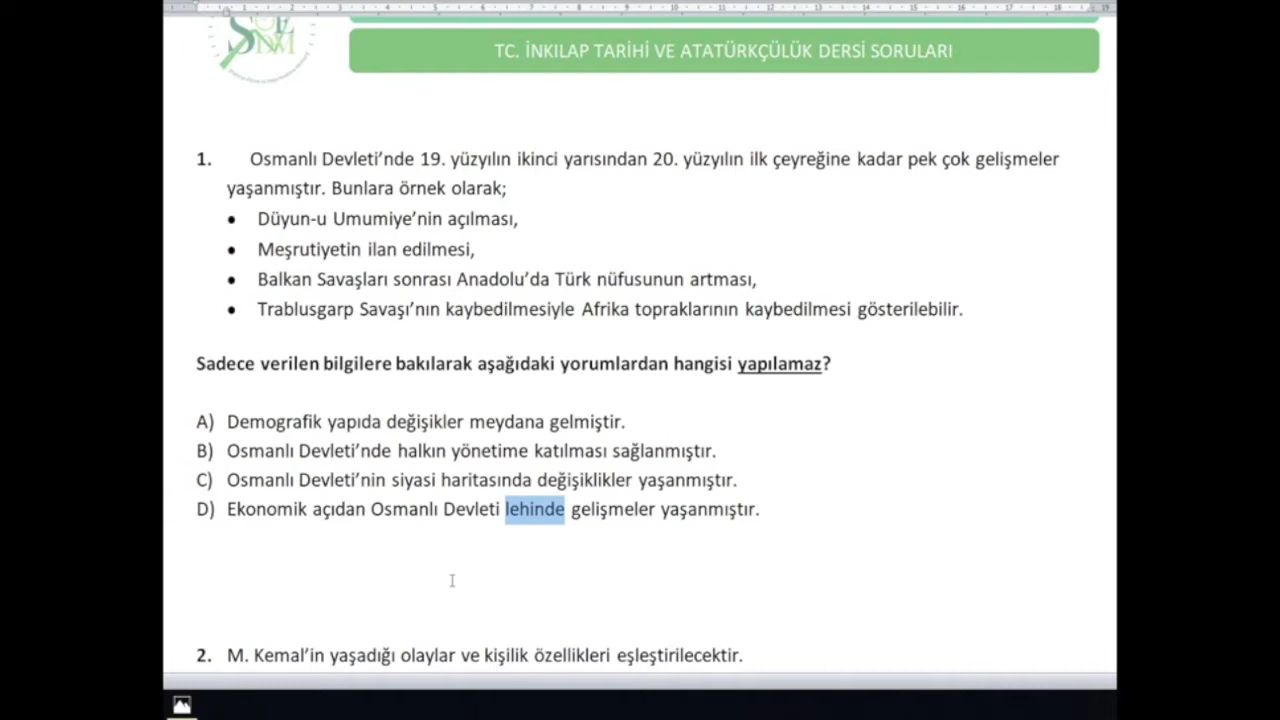 TC. İNKILAP TARİHİ VE ATATÜRKÇÜLÜK DERSİ SORULARI
1. Osmanlı Devleti'nde 19. yüzyılın ikinci yarısından 20. yüzyılın ilk çeyreğine kadar pek çok gelişmeler
yaşanmıştır. Bunlara örnek olarak;
• Düyun-u Umumiye'nin açılması,
• Meşrutiyetin ilan edilmesi,
• Balkan Savaşları sonrası Anadolu'da Türk nüfusunun artması,
• Trablusgarp Savaşı'nın kaybedilmesiyle Afrika topraklarının kaybedilmesi gösterilebilir.
Sadece verilen bilgilere bakılarak aşağıdaki yorumlardan hangisi yapılamaz?
A) Demografik yapıda değişikler meydana gelmiştir.
B) Osmanlı Devleti'nde halkın yönetime katılması sağlanmıştır.
C) Osmanlı Devleti'nin siyasi haritasında değişiklikler yaşanmıştır.
D) Ekonomik açıdan Osmanlı Devleti lehinde gelişmeler yaşanmıştır.
2. M. Kemal'in yaşadığı olaylar ve kişilik özellikleri eşleştirilecektir.